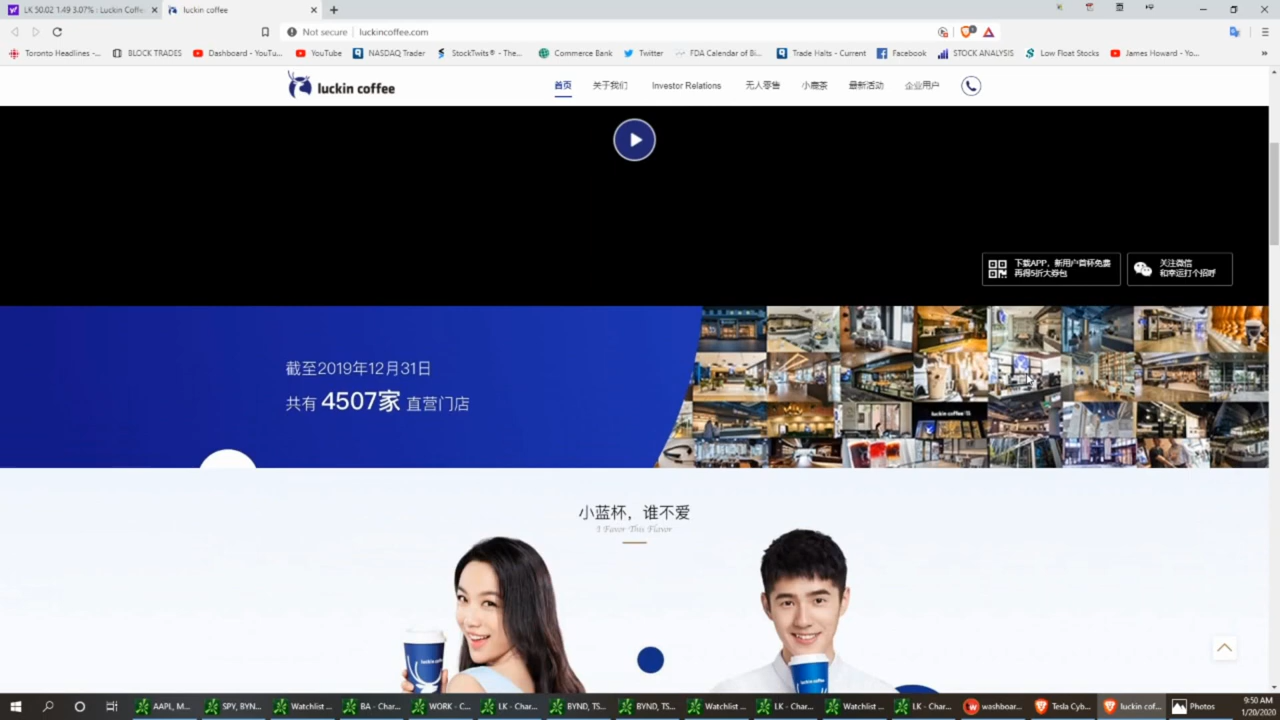 LK 50.02 1.49 3.07% : Luckin Coffe
luckin coffee
Not secure
luckincoffee.com
Toronto Headlines -...
BLOCK TRADES
Dashboard - YouTu...
YouTube
NASDAQ Trader
StockTwits® - The...
Commerce Bank
Twitter
FDA Calendar of Bi...
Trade Halts - Current
Facebook
STOCK ANALYSIS
Low Float Stocks
James Howard - Yo...
luckin coffee
首页
关于我们
Investor Relations
无人零售
小鹿茶
最新活动
企业用户
下载APP，新用户首杯免费
再得5折大券包
关注微信
和幸运打个招呼
截至2019年12月31日
共有 4507家 直营门店
luckin coffee
小蓝杯，谁不爱
I Favor This Flavor
luckin coffee
luckin coffee
AAPL, M...
SPY, BYN...
Watchlist ...
BA - Char...
WORK - C...
LK - Char...
BYND, TS...
BYND, TS...
Watchlist ...
LK - Char...
Watchlist ...
LK - Char...
washboar...
Tesla Cyb...
luckin cof...
Photos
9:50 AM
1/20/2020